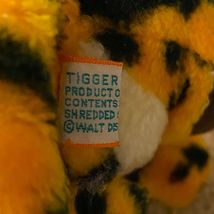 TIGGER
PRODUCT O
CONTENTS
SHREDDED
©WALT DIS